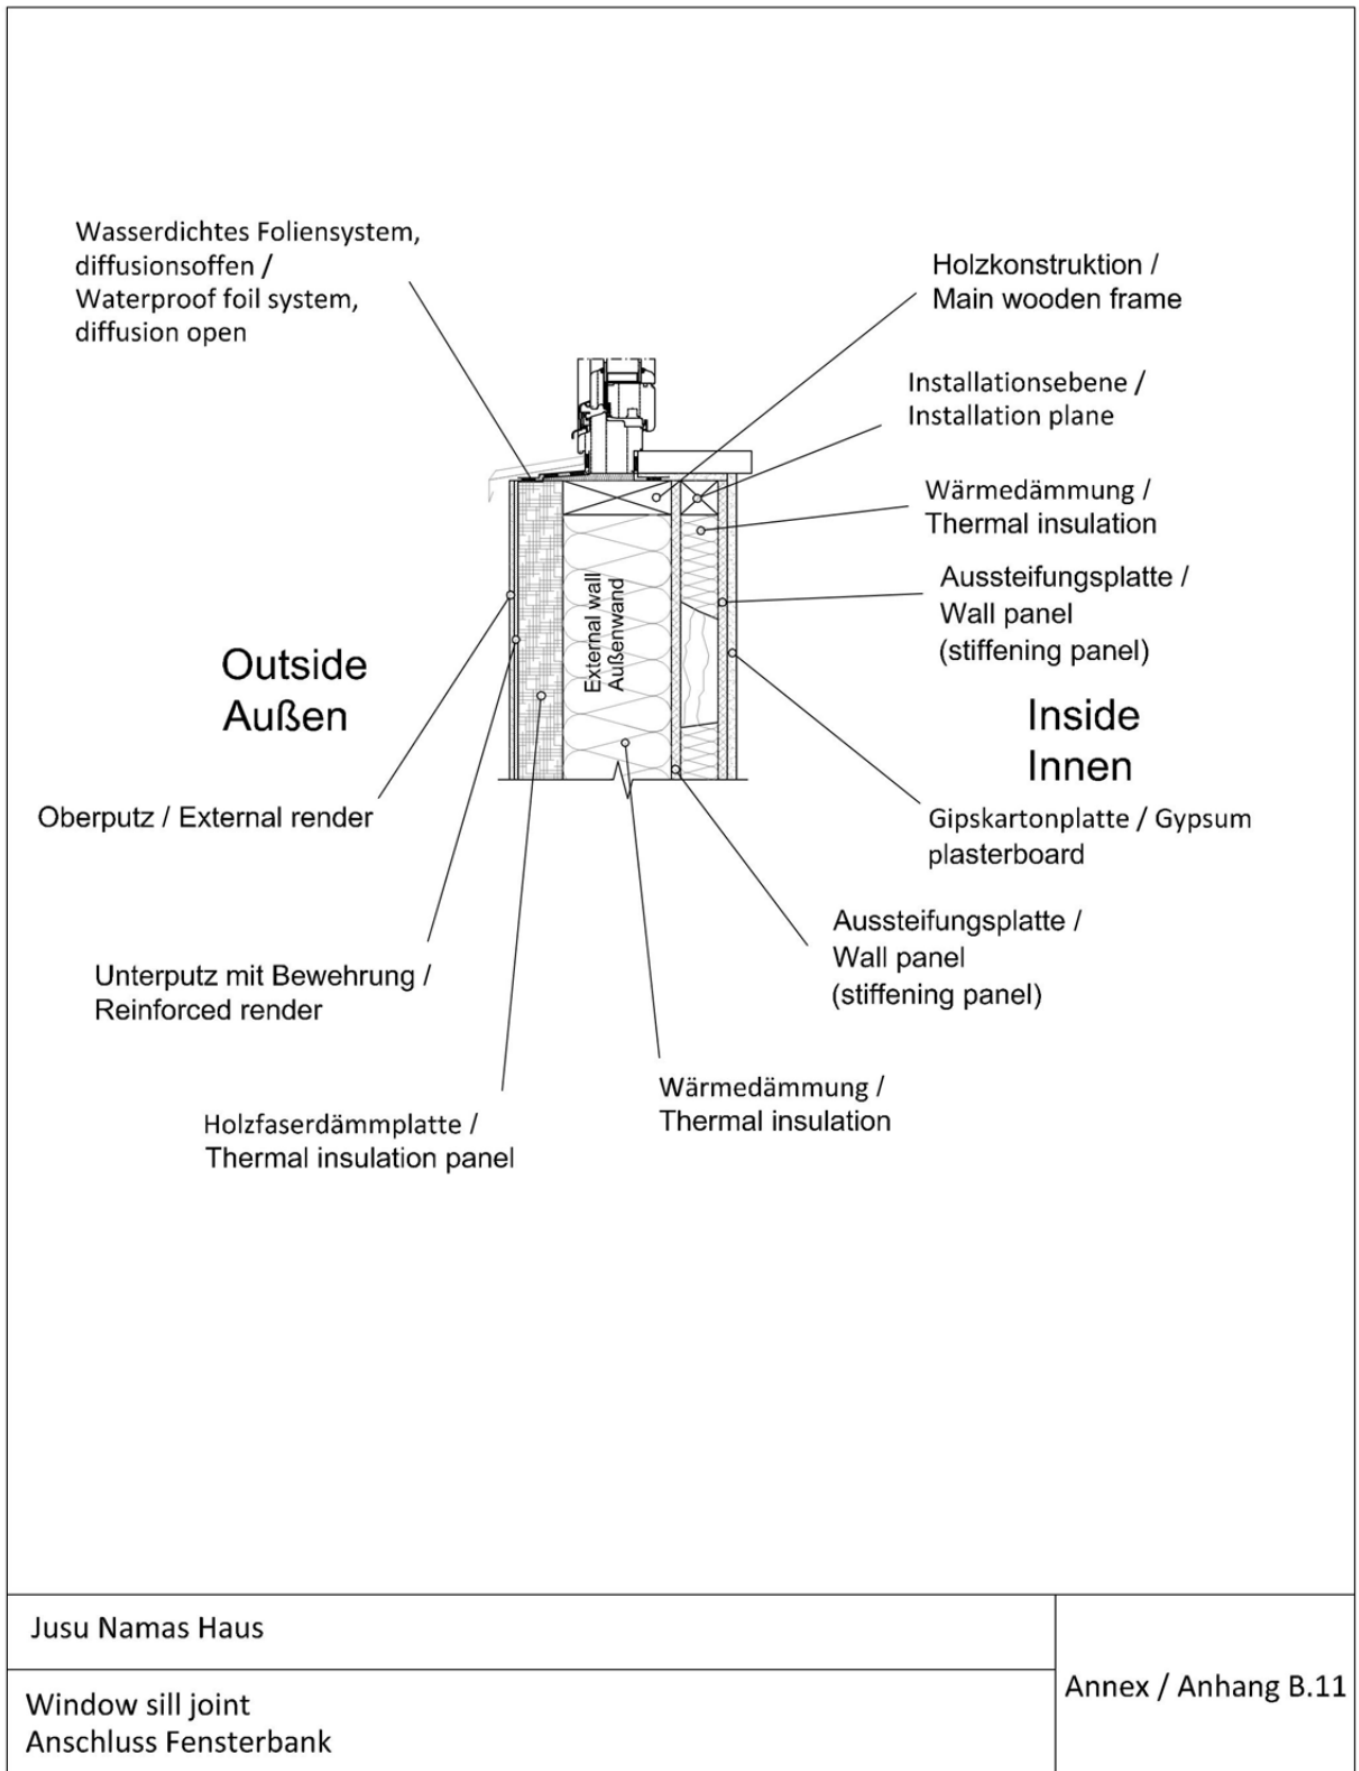 Wasserdichtes Foliensystem,
diffusionsoffen /
Waterproof foil system,
diffusion open
Holzkonstruktion /
Main wooden frame
Installationsebene /
Installation plane
Wärmedämmung /
Thermal insulation
Aussteifungsplatte /
Wall panel
(stiffening panel)
External wall
Außenwand
Outside
Außen
Inside
Innen
Oberputz / External render
Gipskartonplatte / Gypsum
plasterboard
Aussteifungsplatte /
Wall panel
(stiffening panel)
Unterputz mit Bewehrung /
Reinforced render
Wärmedämmung /
Thermal insulation
Holzfaserdämmplatte /
Thermal insulation panel
Jusu Namas Haus
Window sill joint
Anschluss Fensterbank
Annex / Anhang B.11